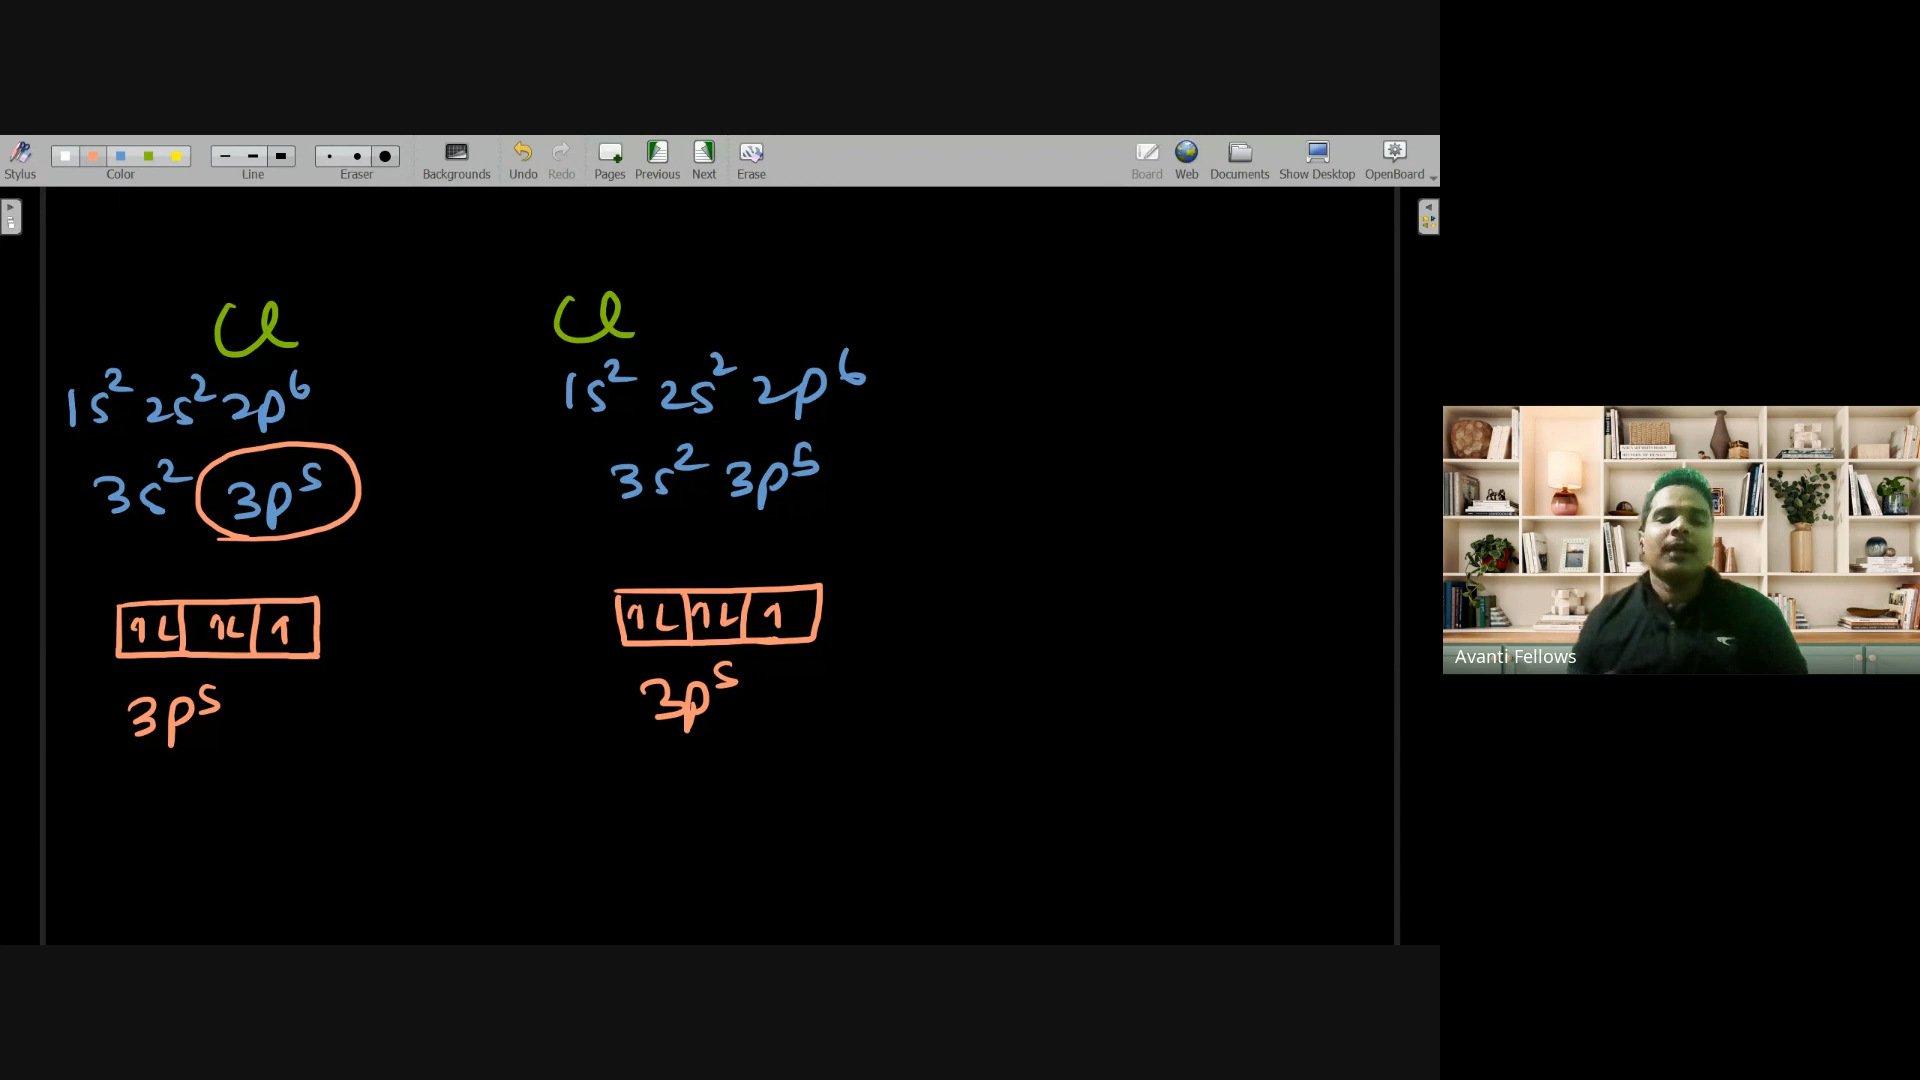 Stylus Color Line Eraser Backgrounds Undo Redo Pages Previous Next Erase Board Web Documents Show Desktop OpenBoard
Cl
1s² 2s² 2p⁶
3s² 3p⁵
↑↓ ↑↓ ↑
3p⁵
Cl
1s² 2s² 2p⁶
3s² 3p⁵
↑↓ ↑↓ ↑
3p⁵
Avanti Fellows